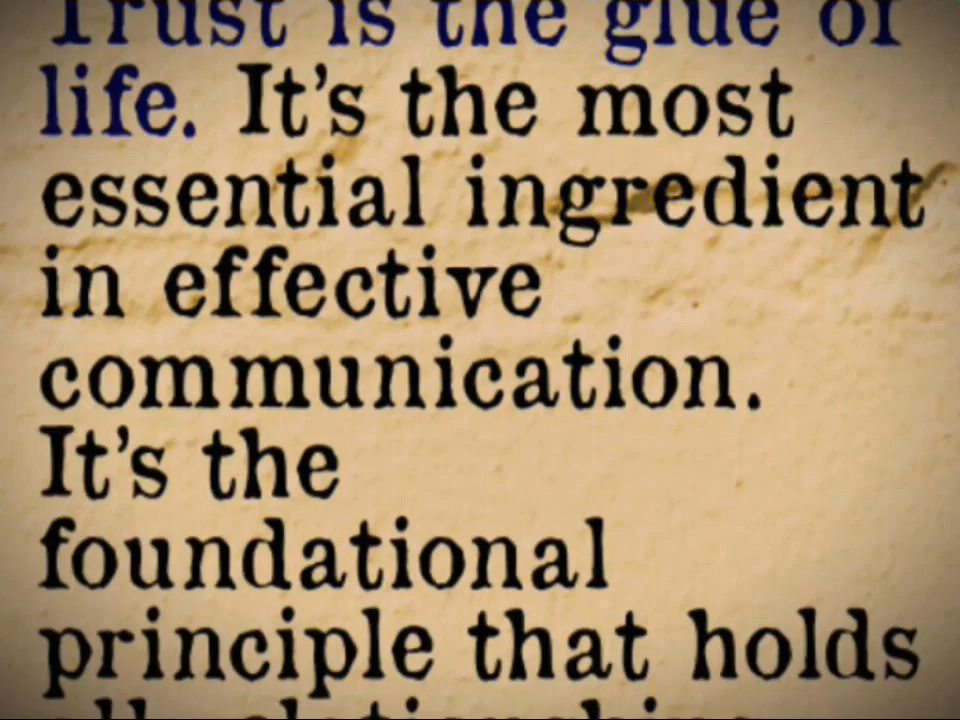 Trust is the glue of
life. It's the most
essential ingredient
in effective
communication.
It's the
foundational
principle that holds